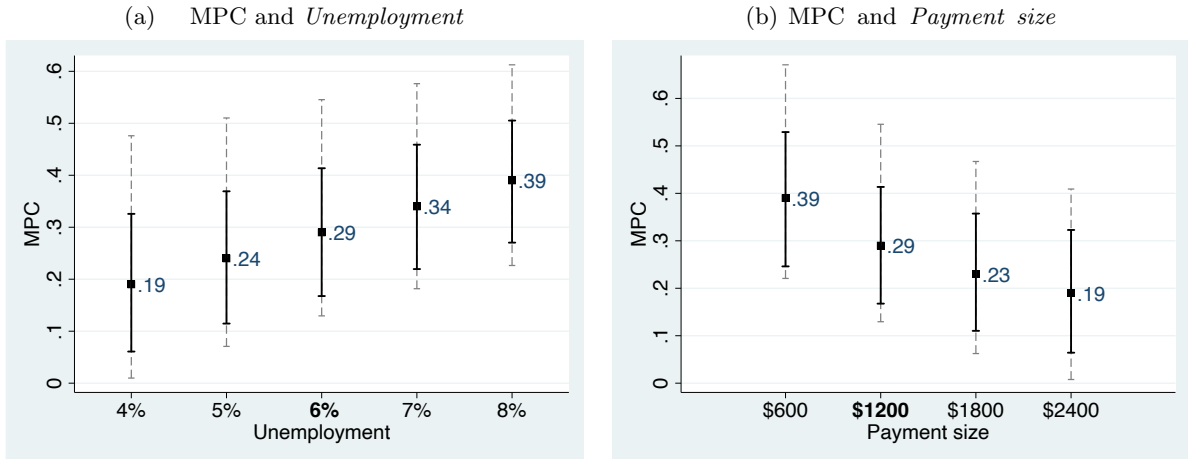 (a) MPC and Unemployment
MPC
.6
.5
.4
.3
.2
.1
0
.19
.24
.29
.34
.39
4% 5% 6% 7% 8%
Unemployment
(b) MPC and Payment size
MPC
.6
.5
.4
.3
.2
.1
0
.39
.29
.23
.19
$600 $1200 $1800 $2400
Payment size